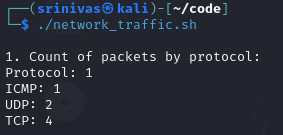 ┌──(srinivas㉿kali)-[~/code]
└─$ ./network_traffic.sh
1. Count of packets by protocol:
Protocol: 1
ICMP: 1
UDP: 2
TCP: 4